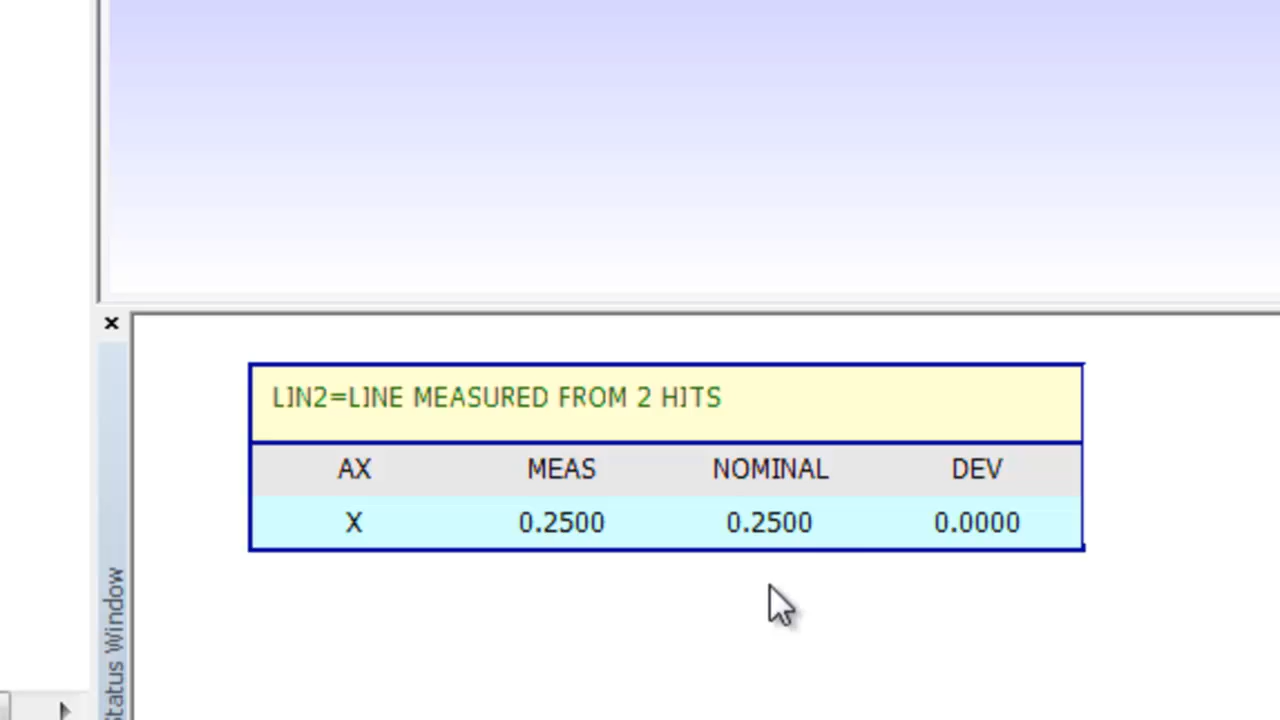 LIN2=LINE MEASURED FROM 2 HITS
AX MEAS NOMINAL DEV
X 0.2500 0.2500 0.0000
Status Window